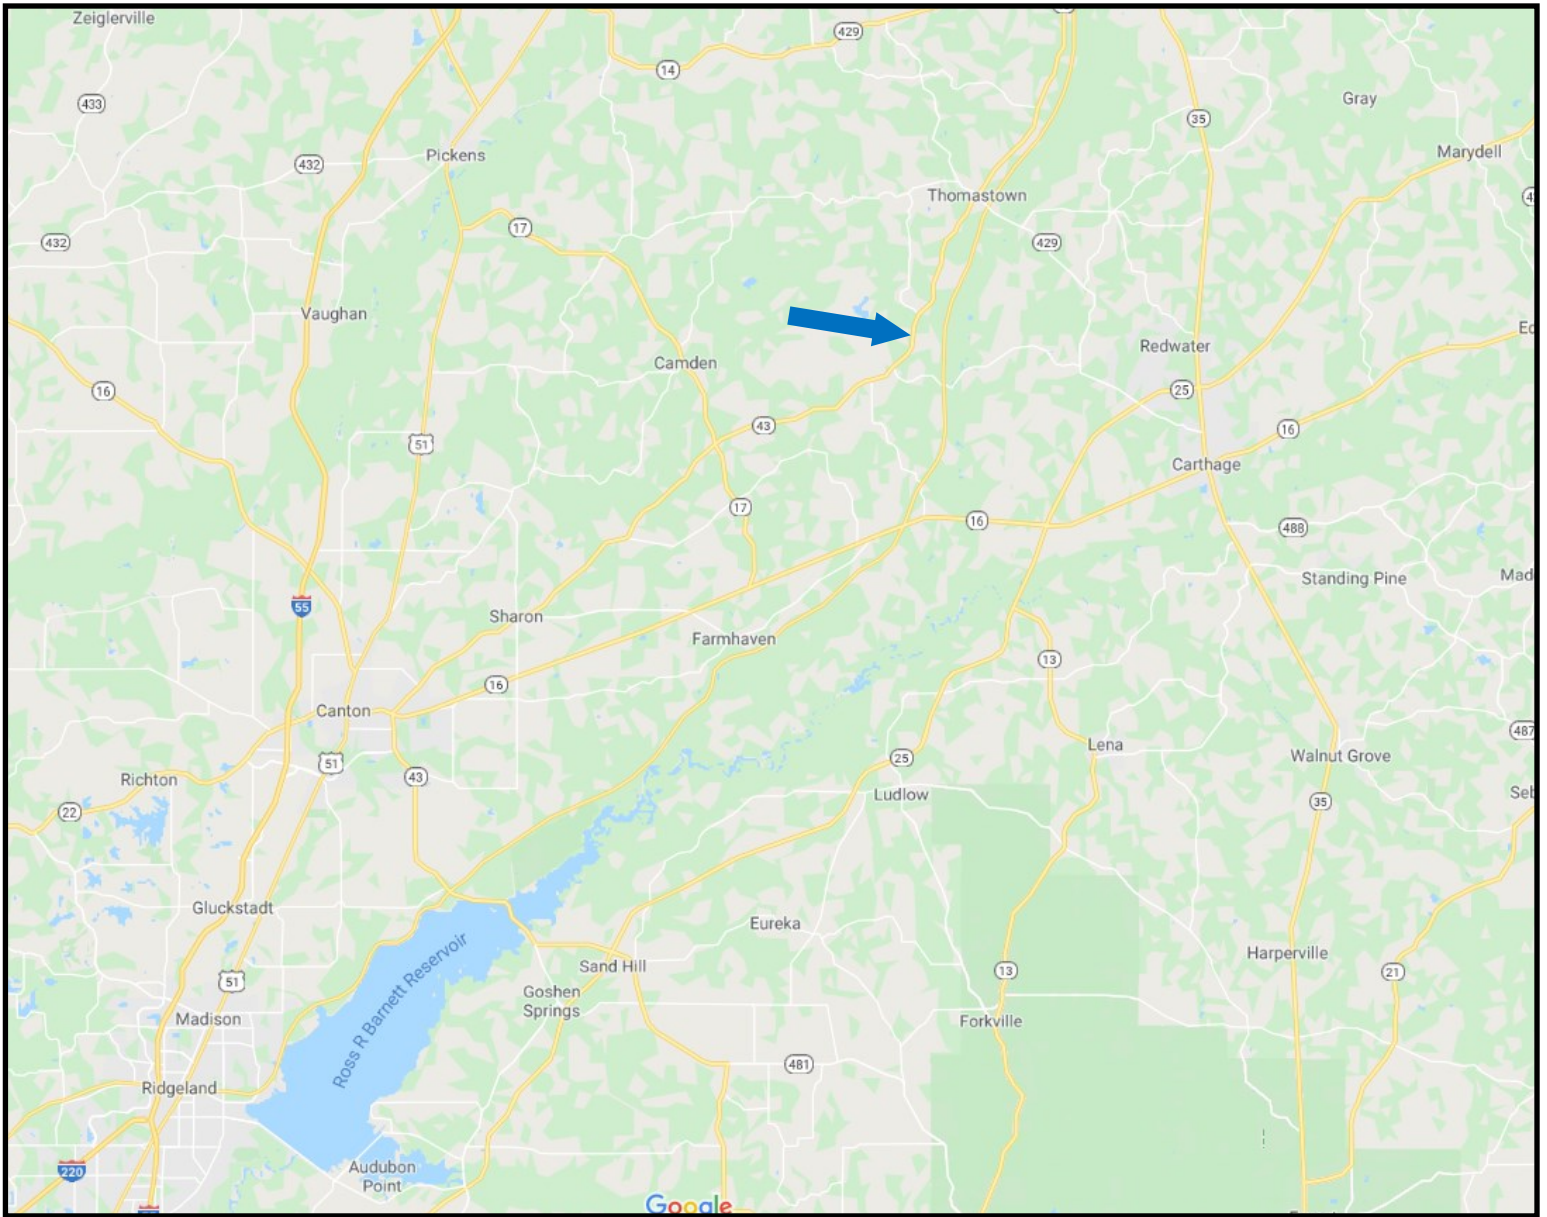 Zeiglerville
429
14
433
Gray
35
Pickens
432
Marydell
Thomastown
17
432
429
Vaughan
Redwater
Camden
16
25
43
16
51
Carthage
17
16
488
Standing Pine
55
Sharon
Farmhaven
13
16
Canton
Lena
25
Walnut Grove
51
43
Richton
Ludlow
22
35
Gluckstadt
Eureka
Ross R Barnett Reservoir
Harperville
Sand Hill
13
21
51
Goshen
Springs
Madison
Forkville
481
Ridgeland
220
Audubon
Point
487
Google